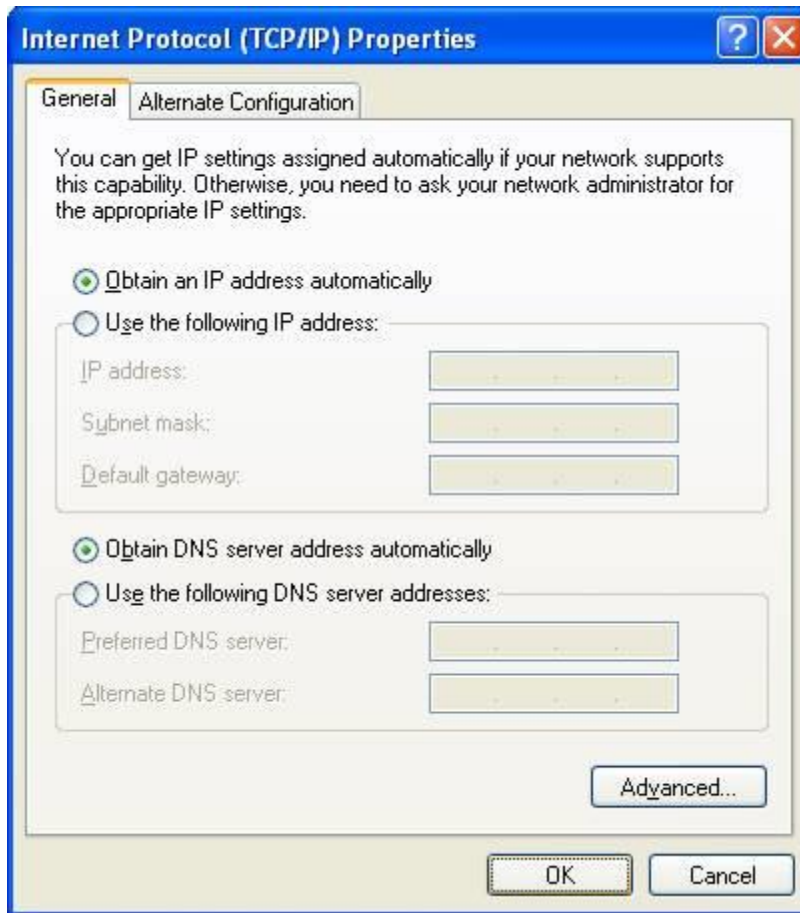 Internet Protocol (TCP/IP) Properties
General
Alternate Configuration
You can get IP settings assigned automatically if your network supports
this capability. Otherwise, you need to ask your network administrator for
the appropriate IP settings.
Obtain an IP address automatically
Use the following IP address:
IP address:
Subnet mask:
Default gateway:
Obtain DNS server address automatically
Use the following DNS server addresses:
Preferred DNS server:
Alternate DNS server:
Advanced...
OK
Cancel